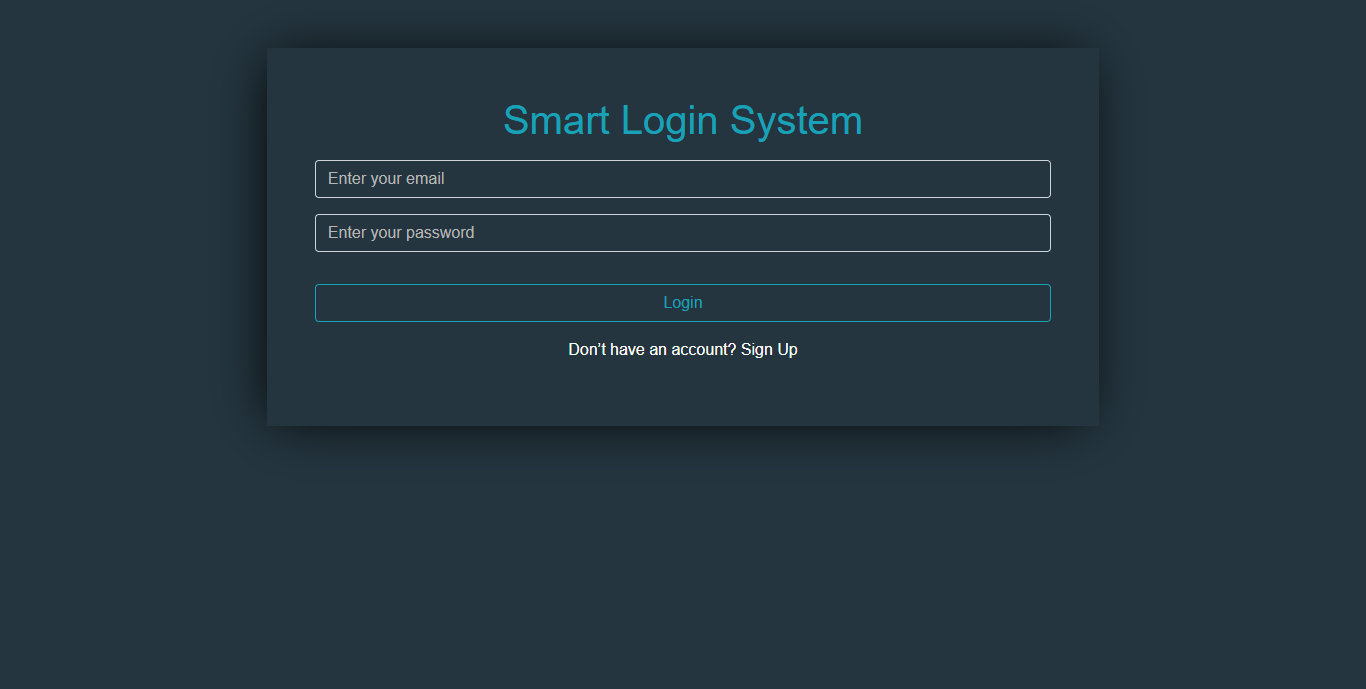 Smart Login System
Enter your email
Enter your password
Login
Don’t have an account? Sign Up